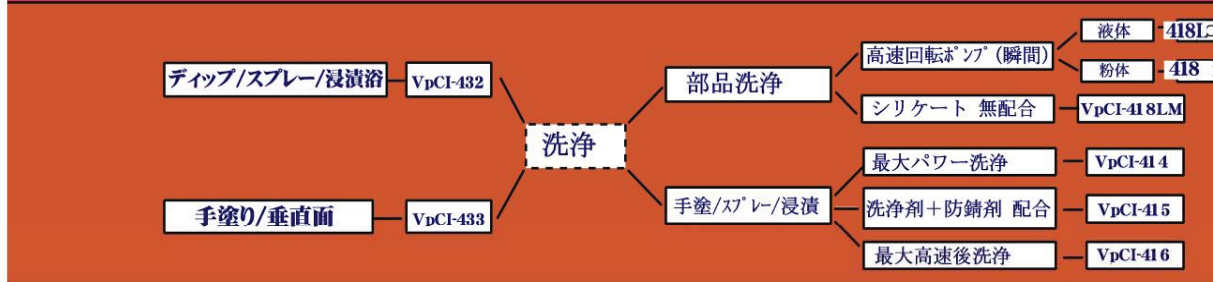 ディップ/スプレー/浸漬浴
VpCI-432
手塗り/垂直面
VpCI-433
洗浄
部品洗浄
高速回転ポンプ(瞬間)
液体
粉体
418
シリケート 無配合
VpCI-418LM
手塗/スプレー/浸漬
最大パワー洗浄
VpCI-414
洗浄剤+防錆剤 配合
VpCI-415
最大高速後洗浄
VpCI-416